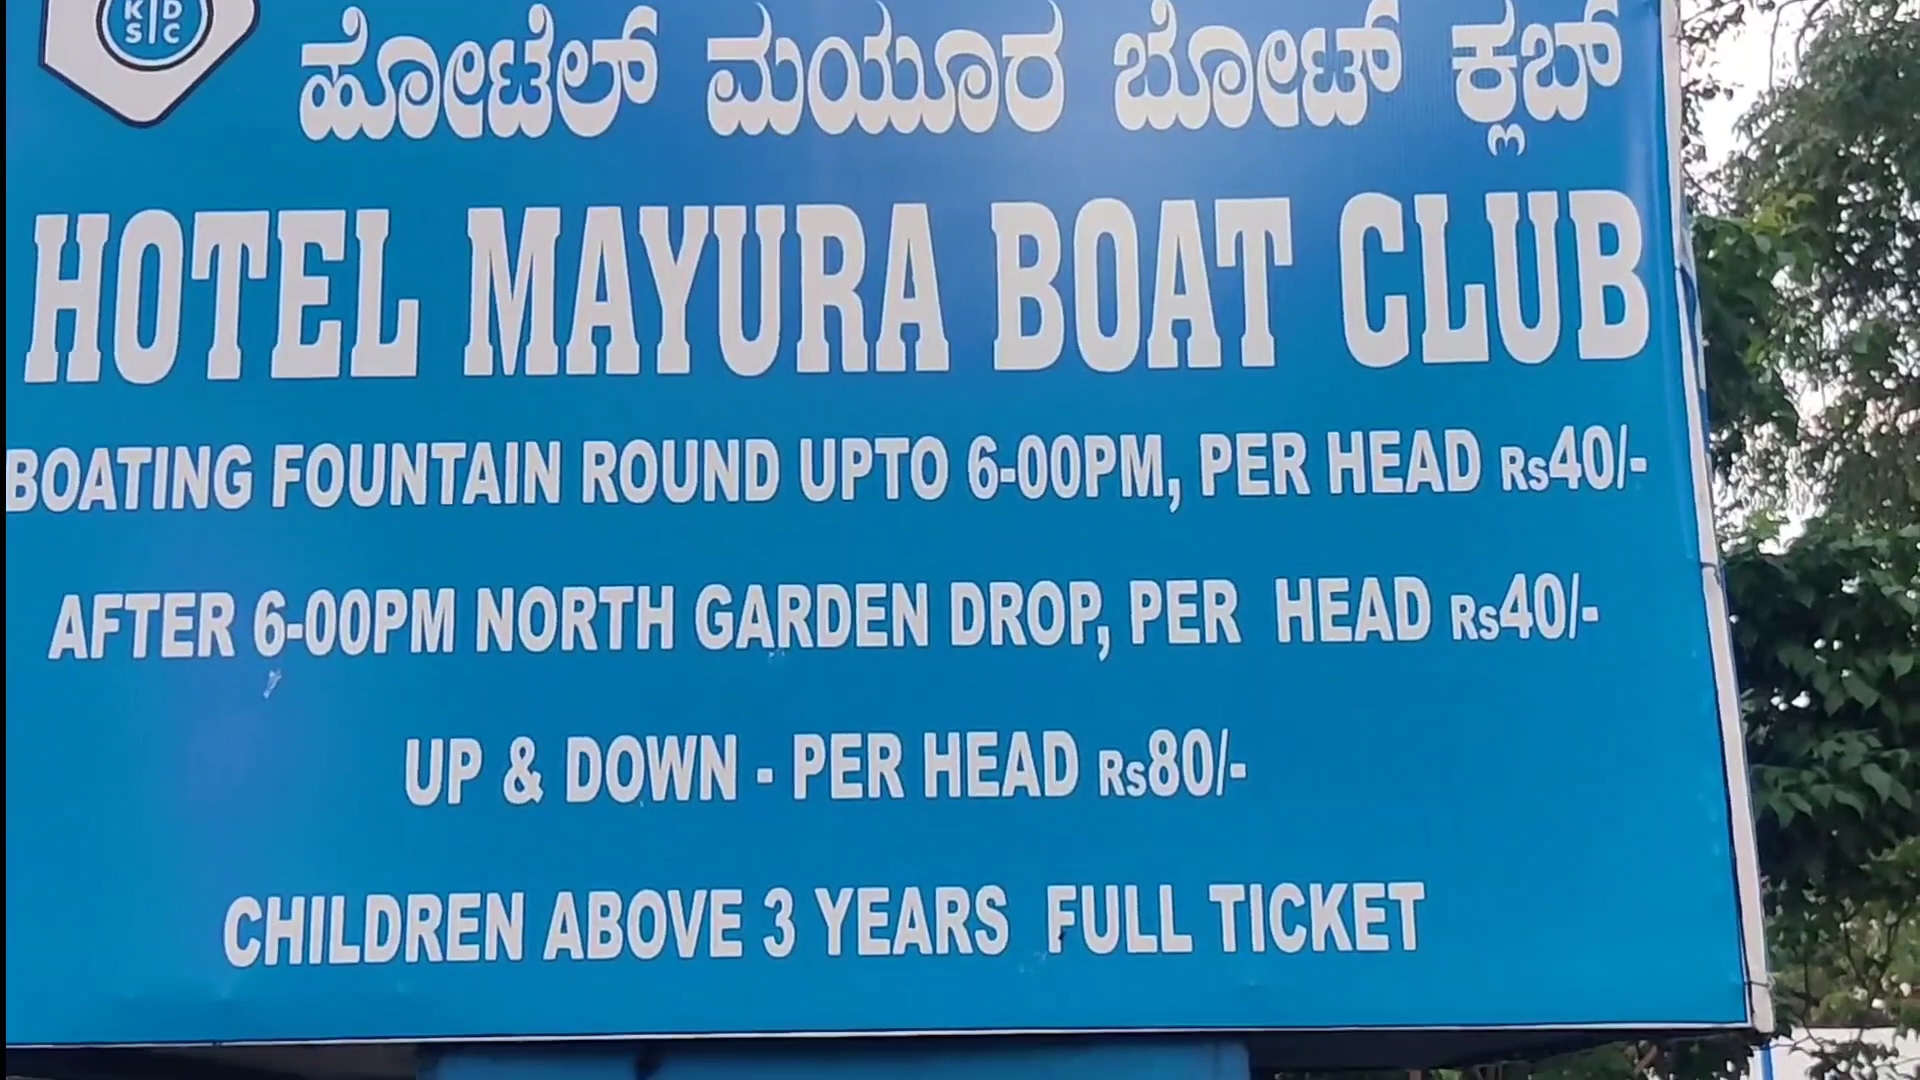 K D
S C
ಹೋಟೆಲ್ ಮಯೂರ ಬೋಟ್ ಕ್ಲಬ್
HOTEL MAYURA BOAT CLUB
BOATING FOUNTAIN ROUND UPTO 6-00PM, PER HEAD Rs40/-
AFTER 6-00PM NORTH GARDEN DROP, PER HEAD Rs40/-
UP & DOWN - PER HEAD Rs80/-
CHILDREN ABOVE 3 YEARS FULL TICKET